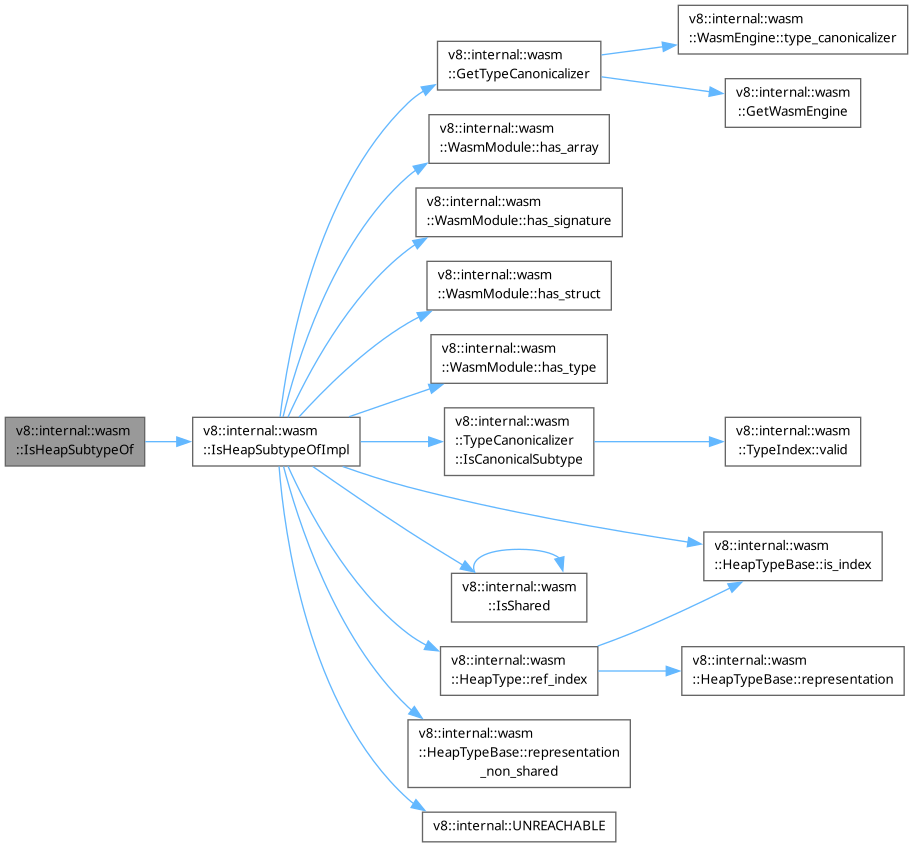 v8::internal::wasm
::WasmEngine::type_canonicalizer
v8::internal::wasm
::GetTypeCanonicalizer
v8::internal::wasm
::GetWasmEngine
v8::internal::wasm
::WasmModule::has_array
v8::internal::wasm
::WasmModule::has_signature
v8::internal::wasm
::WasmModule::has_struct
v8::internal::wasm
::WasmModule::has_type
v8::internal::wasm
::IsHeapSubtypeOf
v8::internal::wasm
::IsHeapSubtypeOfImpl
v8::internal::wasm
::TypeCanonicalizer
::IsCanonicalSubtype
v8::internal::wasm
::TypeIndex::valid
v8::internal::wasm
::HeapTypeBase::is_index
v8::internal::wasm
::IsShared
v8::internal::wasm
::HeapType::ref_index
v8::internal::wasm
::HeapTypeBase::representation
v8::internal::wasm
::HeapTypeBase::representation
_non_shared
v8::internal::UNREACHABLE